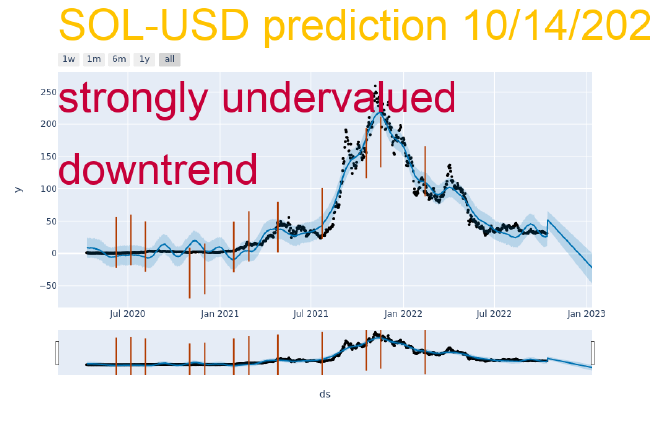 SOL-USD prediction 10/14/202
1w 1m 6m 1y all
strongly undervalued
downtrend
250
200
150
100
50
0
−50
y
Jul 2020 Jan 2021 Jul 2021 Jan 2022 Jul 2022 Jan 2023
ds